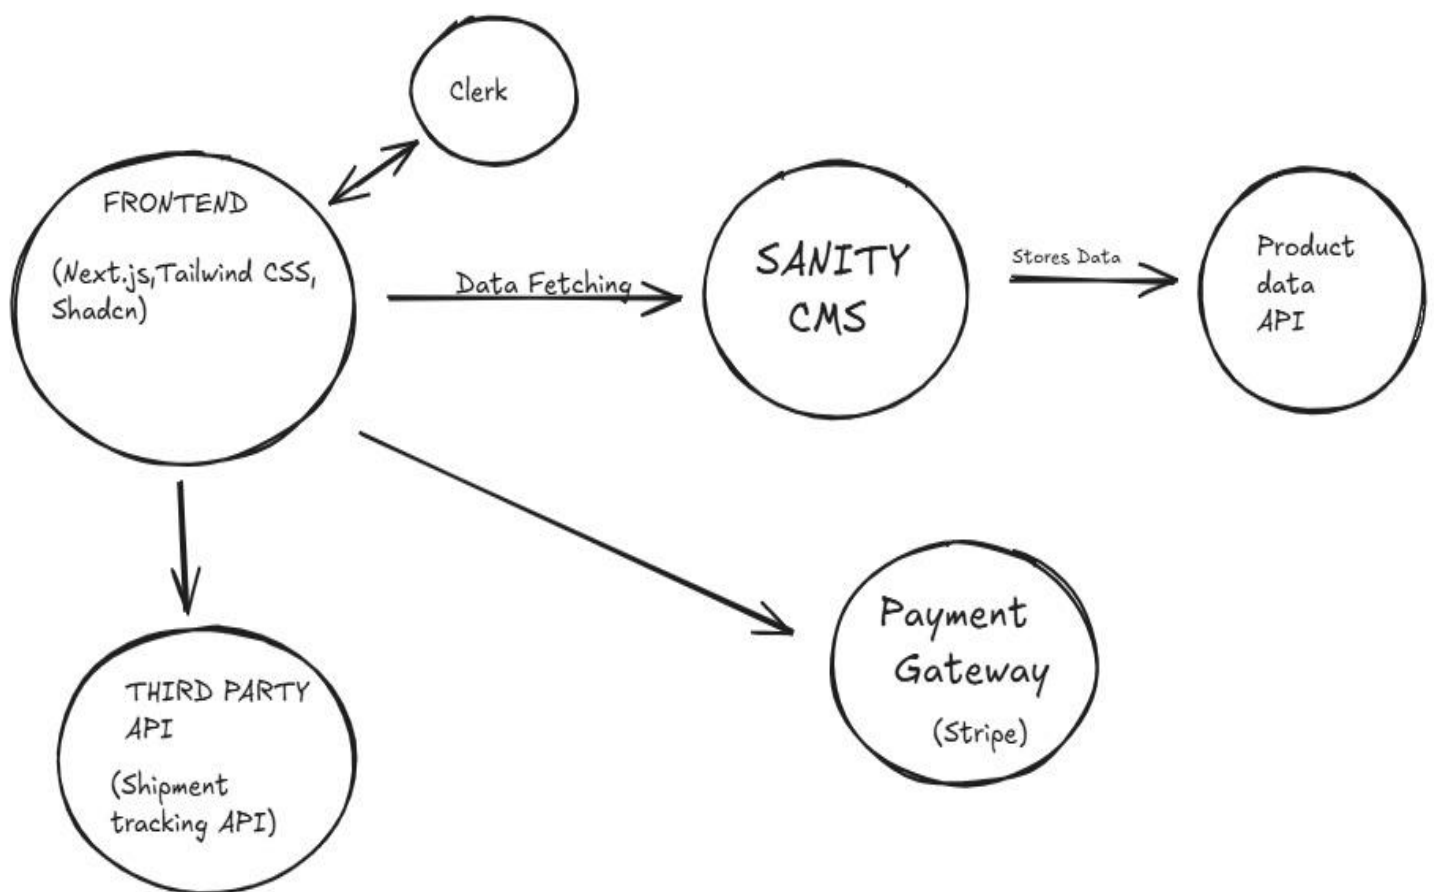 Clerk
FRONTEND
(Next.js,Tailwind CSS,
Shadcn)
Data Fetching
SANITY
CMS
Stores Data
Product
data
API
Payment
Gateway
(Stripe)
THIRD PARTY
API
(Shipment
tracking API)